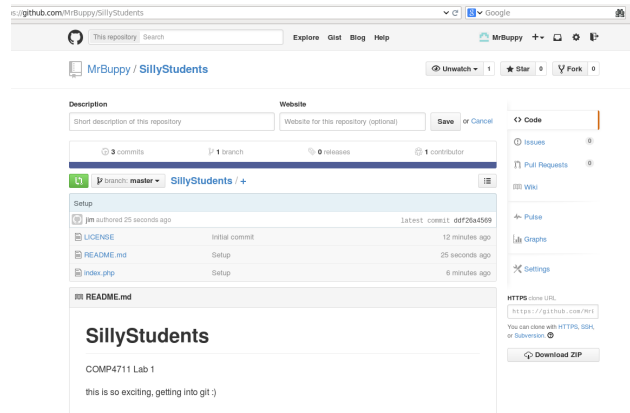 s://github.com/MrBuppy/SillyStudents
Google
This repository Search
Explore Gist Blog Help
MrBuppy
MrBuppy / SillyStudents
Unwatch 1
Star 0
Fork 0
Description
Website
Short description of this repository
Website for this repository (optional)
Save or Cancel
3 commits
1 branch
0 releases
1 contributor
branch: master
SillyStudents / +
Setup
jim authored 25 seconds ago
latest commit ddf26a4569
LICENSE Initial commit 12 minutes ago
README.md Setup 25 seconds ago
index.php Setup 6 minutes ago
README.md
SillyStudents
COMP4711 Lab 1
this is so exciting, getting into git :)
Code
Issues 0
Pull Requests 0
Wiki
Pulse
Graphs
Settings
HTTPS clone URL
https://github.com/MrI
You can clone with HTTPS, SSH,
or Subversion.
Download ZIP